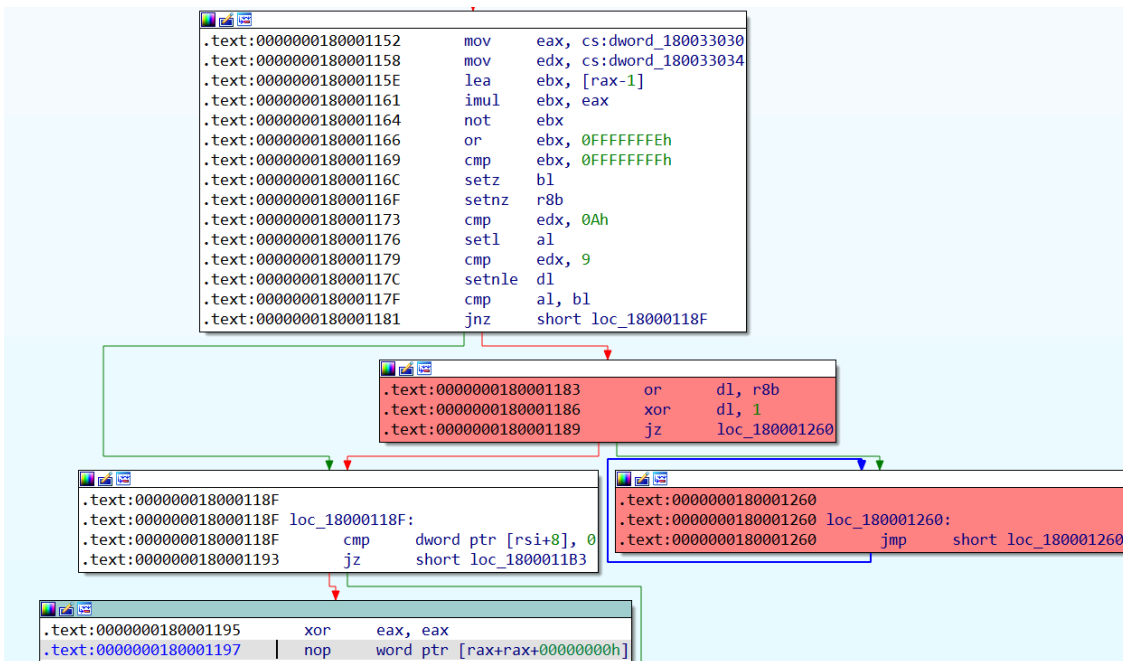 .text:0000000180001152 mov eax, cs:dword_180033030
.text:0000000180001158 mov edx, cs:dword_180033034
.text:000000018000115E lea ebx, [rax-1]
.text:0000000180001161 imul ebx, eax
.text:0000000180001164 not ebx
.text:0000000180001166 or ebx, 0FFFFFFFEh
.text:0000000180001169 cmp ebx, 0FFFFFFFFh
.text:000000018000116C setz bl
.text:000000018000116F setnz r8b
.text:0000000180001173 cmp edx, 0Ah
.text:0000000180001176 setl al
.text:0000000180001179 cmp edx, 9
.text:000000018000117C setnle dl
.text:000000018000117F cmp al, bl
.text:0000000180001181 jnz short loc_18000118F
.text:0000000180001183 or dl, r8b
.text:0000000180001186 xor dl, 1
.text:0000000180001189 jz loc_180001260
.text:000000018000118F
.text:000000018000118F loc_18000118F:
.text:000000018000118F cmp dword ptr [rsi+8], 0
.text:0000000180001193 jz short loc_1800011B3
.text:0000000180001260
.text:0000000180001260 loc_180001260:
.text:0000000180001260 jmp short loc_180001260
.text:0000000180001195 xor eax, eax
.text:0000000180001197 nop word ptr [rax+rax+00000000h]